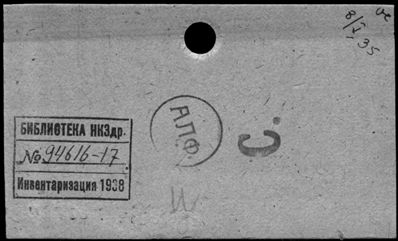 8/I 35
БИБЛИОТЕКА НКЗдр.
№ 94616-17
Инвентаризация 1938
АЛФ
С.